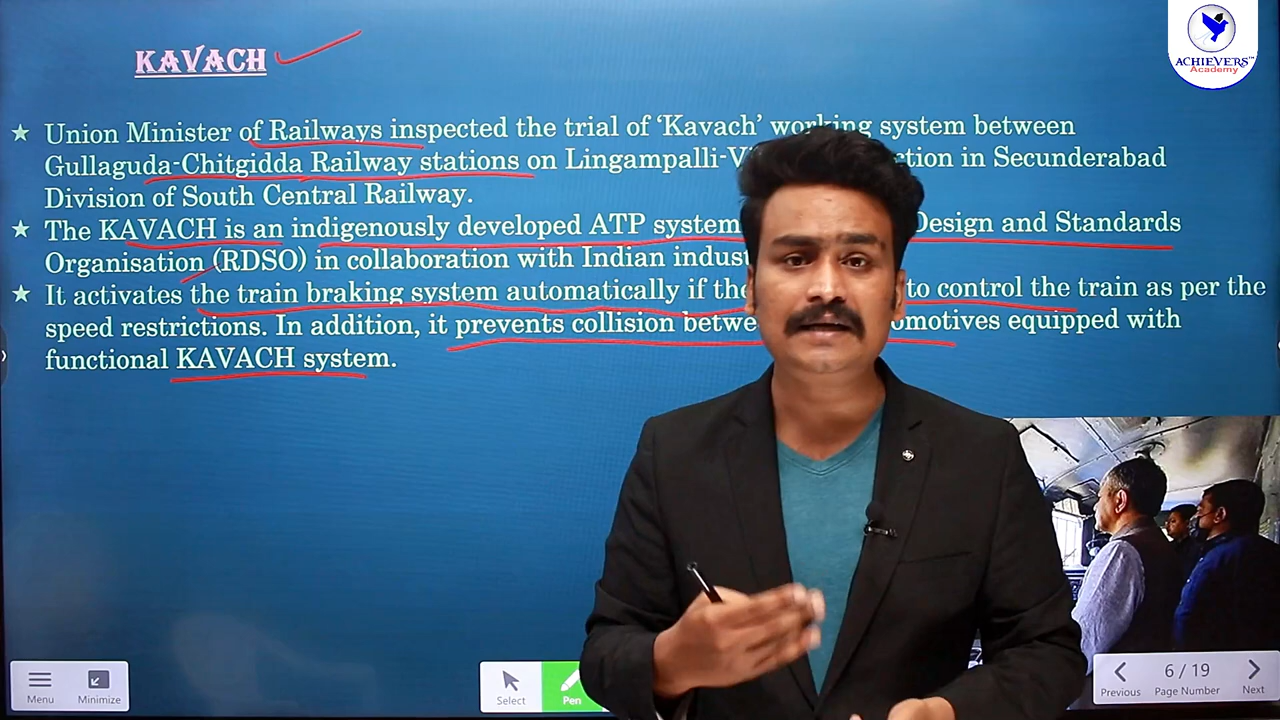 KAVACH
ACHIEVERS™
Academy
★ Union Minister of Railways inspected the trial of ‘Kavach’ working system between
Gullaguda-Chitgidda Railway stations on Lingampalli-V ction in Secunderabad
Division of South Central Railway.
★ The KAVACH is an indigenously developed ATP system Design and Standards
Organisation (RDSO) in collaboration with Indian indust
★ It activates the train braking system automatically if the to control the train as per the
speed restrictions. In addition, it prevents collision betwe omotives equipped with
functional KAVACH system.
Menu
Minimize
Select
Pen
6 / 19
Previous
Page Number
Next